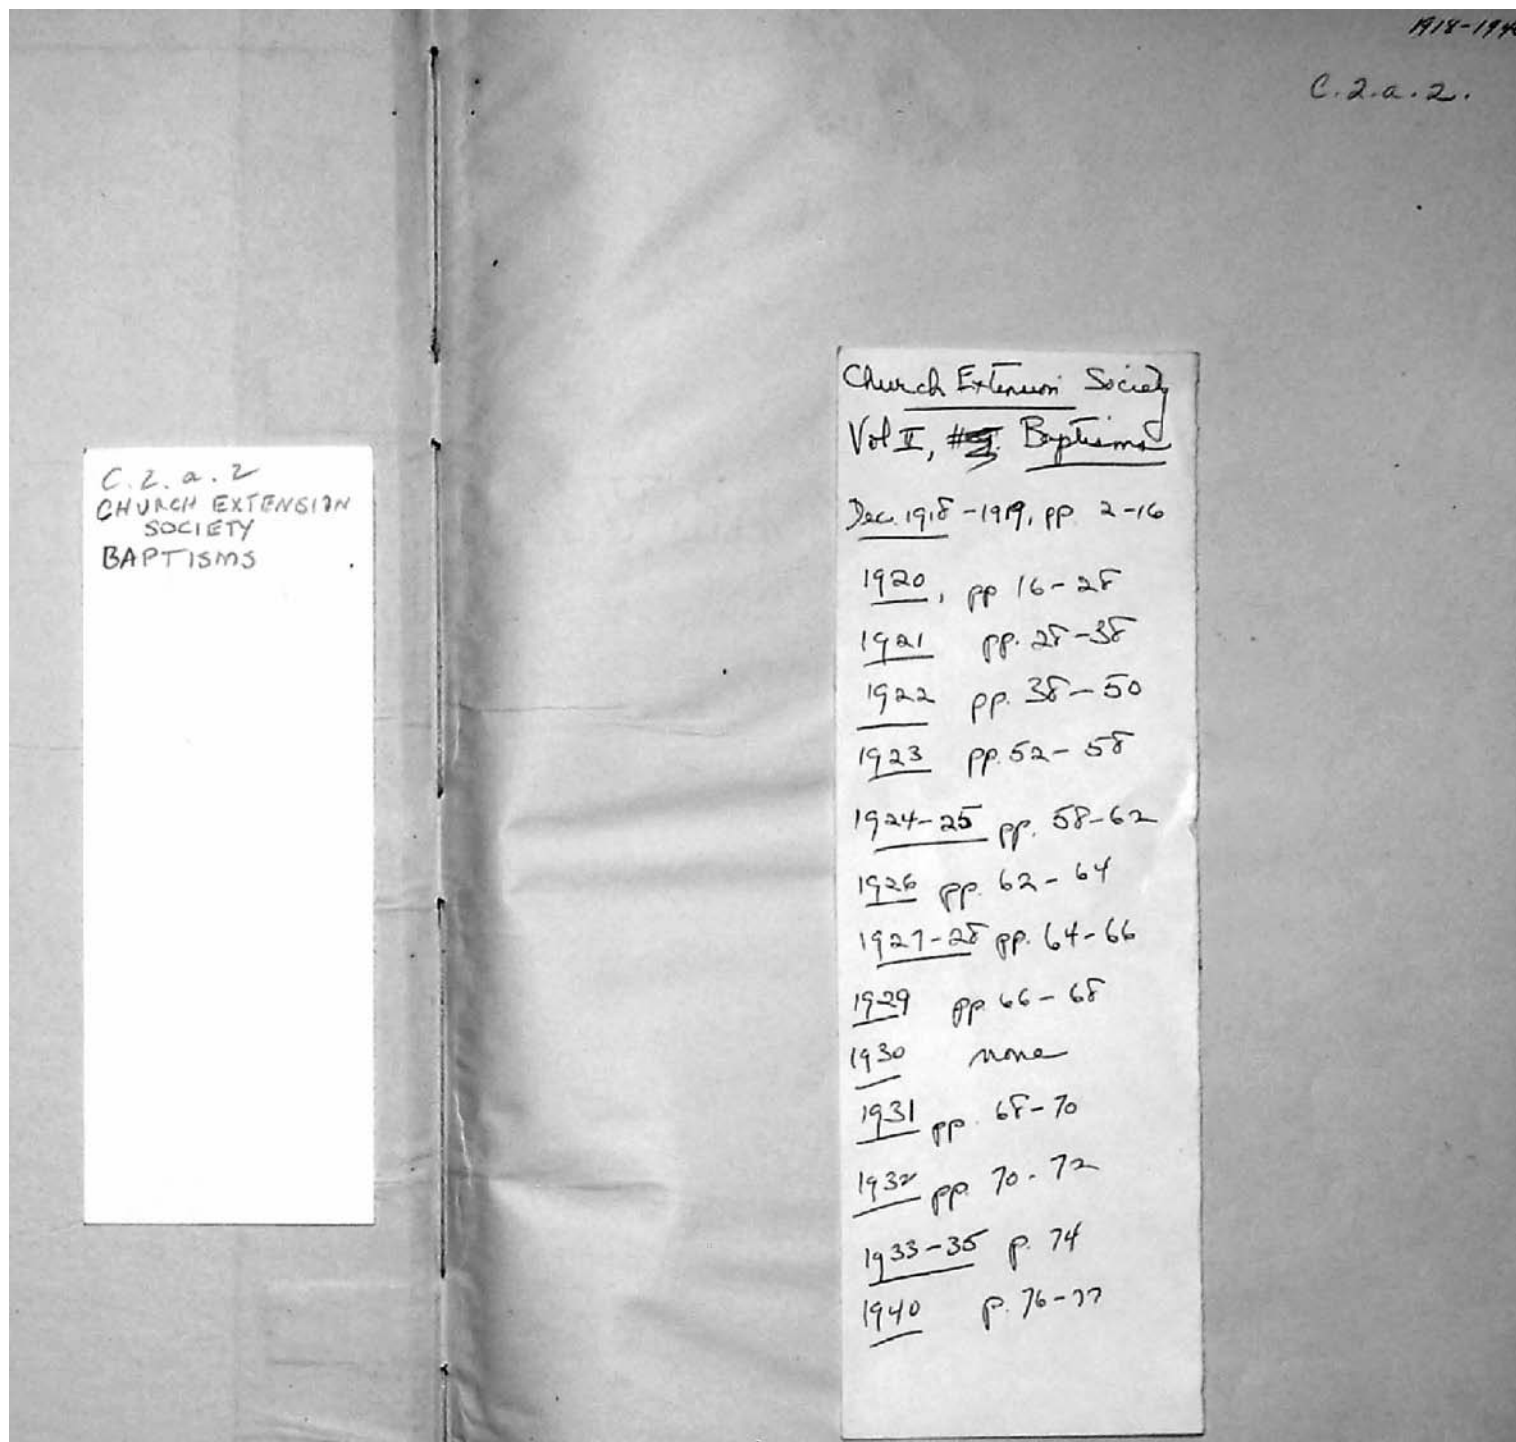 C.2.a.2
CHURCH EXTENSION
SOCIETY
BAPTISMS
C.2.a.2.
Church Extension Society
Vol II, Baptisms
Dec. 1918-1919, pp 2-16
1920, pp 16-28
1921 pp. 28-38
1922 pp. 38-50
1923 pp. 52-58
1924-25 pp. 58-62
1926 pp. 62-64
1927-28 pp. 64-66
1929 pp. 66-68
1930 none
1931 pp. 68-70
1932 pp. 70-72
1933-35 p. 74
1940 p. 76-77